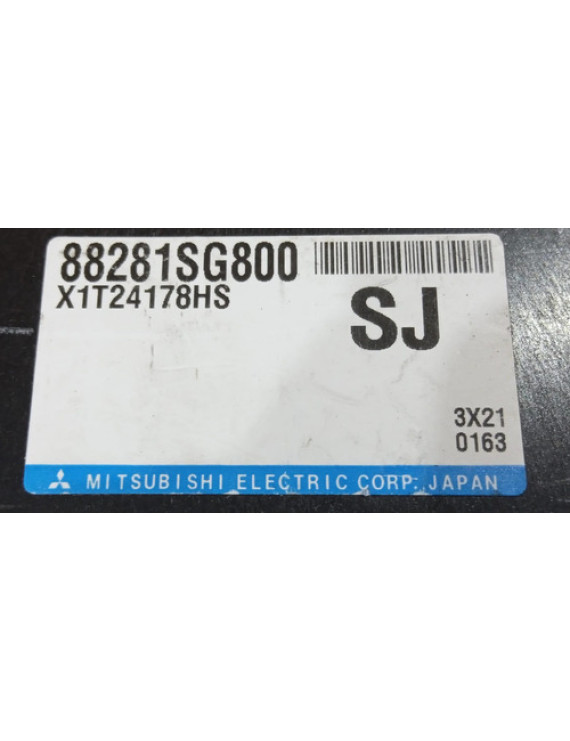 88281SG800
X1T24178HS
SJ
3X21
0163
MITSUBISHI ELECTRIC CORP. JAPAN